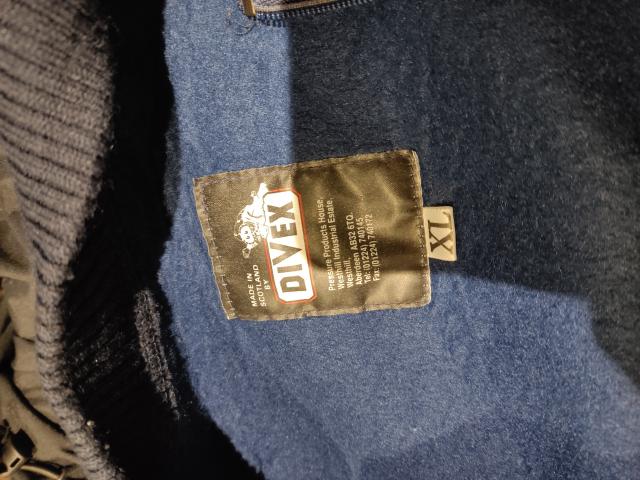 MADE IN
SCOTLAND
BY
DIVEX
Pressure Products House,
Westhill Industrial Estate,
Westhill,
Aberdeen AB32 6TQ.
Tel: (01224) 740145
Fax: (01224) 740172
XL